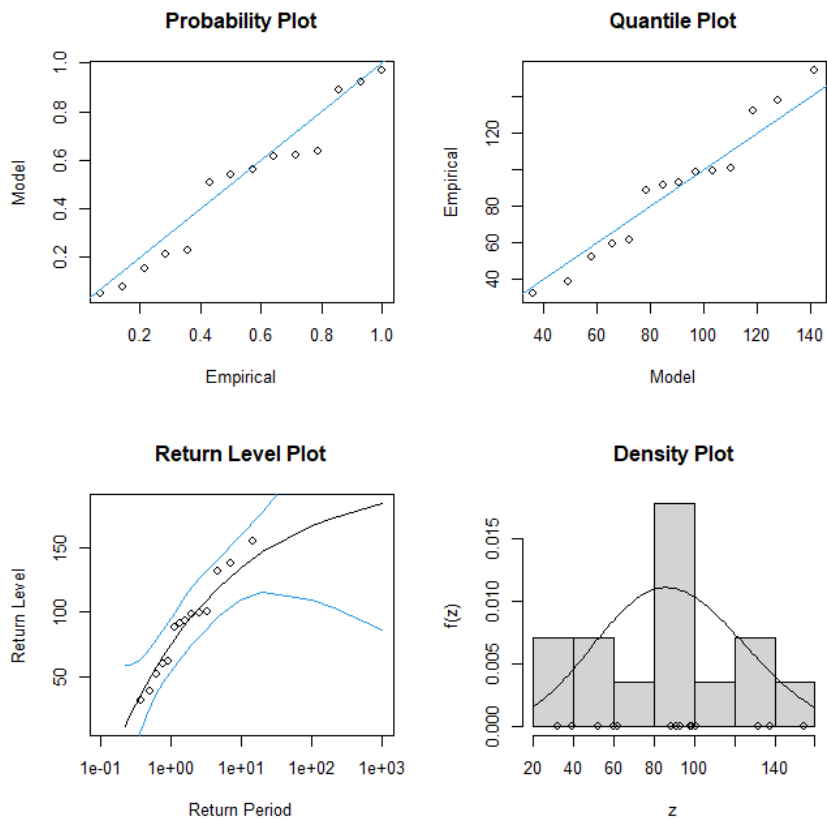 Probability Plot
Model
0.2 0.4 0.6 0.8 1.0
0.2 0.4 0.6 0.8 1.0
Empirical
Quantile Plot
Empirical
40 60 80 100 120
40 60 80 100 120 140
Model
Return Level Plot
Return Level
50 100 150
1e-01 1e+00 1e+01 1e+02 1e+03
Return Period
Density Plot
f(z)
0.000 0.005 0.010 0.015
20 40 60 80 100 140
z